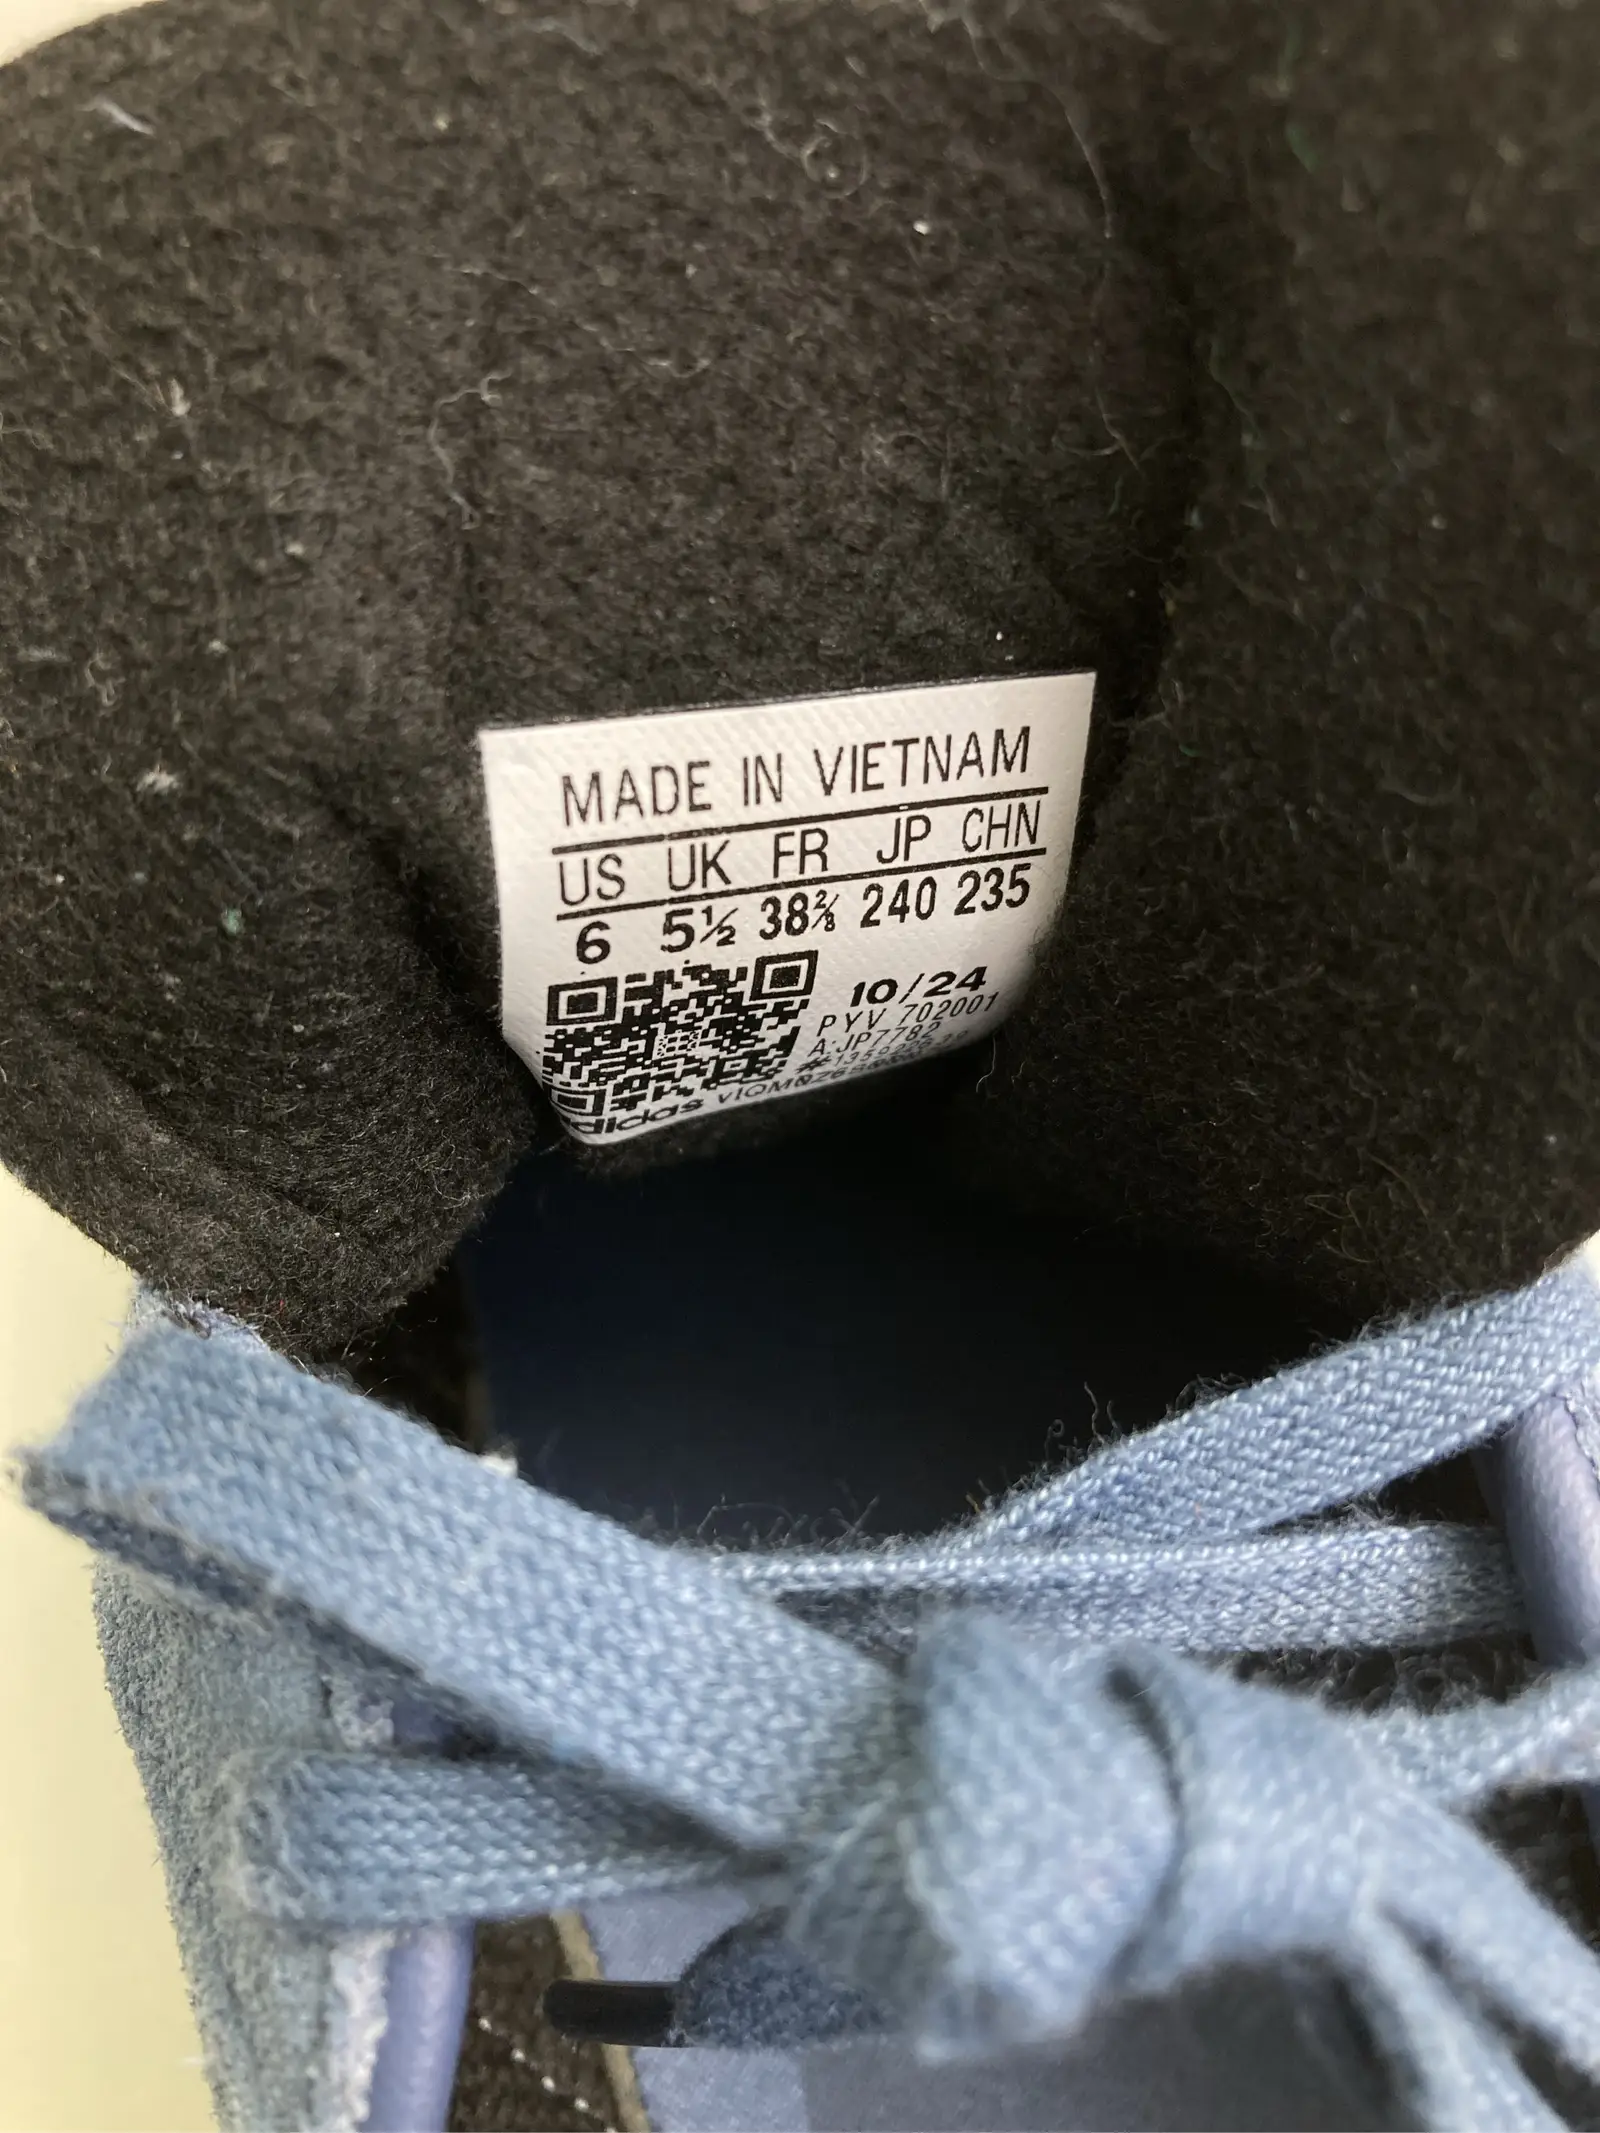 MADE IN VIETNAM
US UK FR JP CHN
6 5½ 38⅔ 240 235
10/24
PYV 702001
A:JP7782
adidas